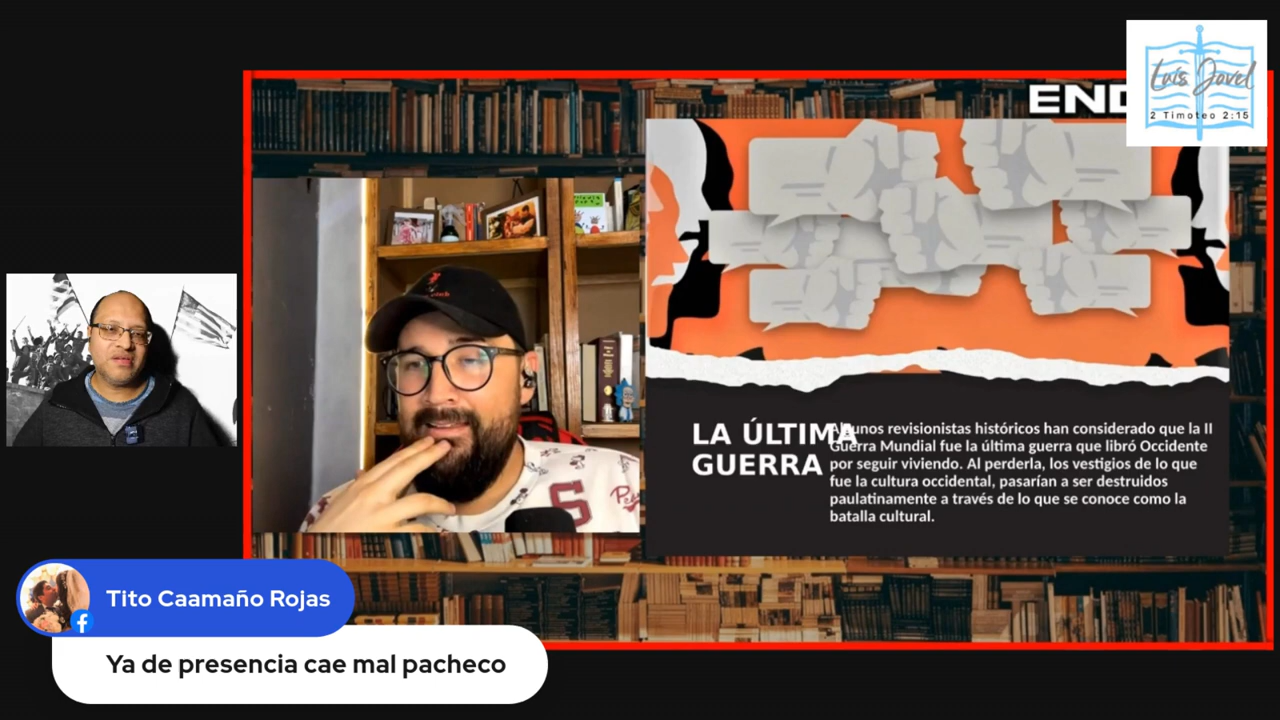 END
Luis Jovel
2 Timoteo 2:15
LA ÚLTIMA
GUERRA
Algunos revisionistas históricos han considerado que la II
Guerra Mundial fue la última guerra que libró Occidente
por seguir viviendo. Al perderla, los vestigios de lo que
fue la cultura occidental, pasarían a ser destruidos
paulatinamente a través de lo que se conoce como la
batalla cultural.
Tito Caamaño Rojas
Ya de presencia cae mal pacheco